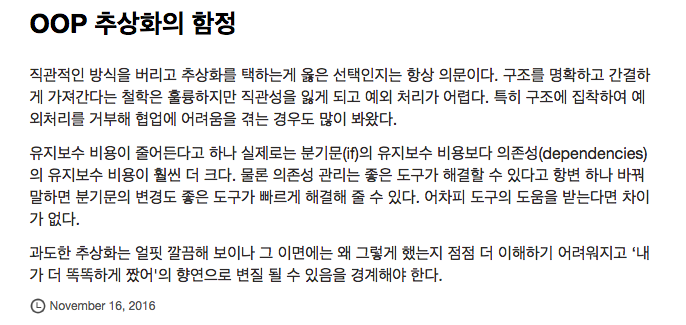 OOP 추상화의 함정
직관적인 방식을 버리고 추상화를 택하는게 옳은 선택인지는 항상 의문이다. 구조를 명확하고 간결하
게 가져간다는 철학은 훌륭하지만 직관성을 잃게 되고 예외 처리가 어렵다. 특히 구조에 집착하여 예
외처리를 거부해 협업에 어려움을 겪는 경우도 많이 봐왔다.
유지보수 비용이 줄어든다고 하나 실제로는 분기문(if)의 유지보수 비용보다 의존성(dependencies)
의 유지보수 비용이 훨씬 더 크다. 물론 의존성 관리는 좋은 도구가 해결할 수 있다고 항변 하나 바꿔
말하면 분기문의 변경도 좋은 도구가 빠르게 해결해 줄 수 있다. 어차피 도구의 도움을 받는다면 차이
가 없다.
과도한 추상화는 얼핏 깔끔해 보이나 그 이면에는 왜 그렇게 했는지 점점 더 이해하기 어려워지고 ‘내
가 더 똑똑하게 짰어'의 향연으로 변질 될 수 있음을 경계해야 한다.
November 16, 2016